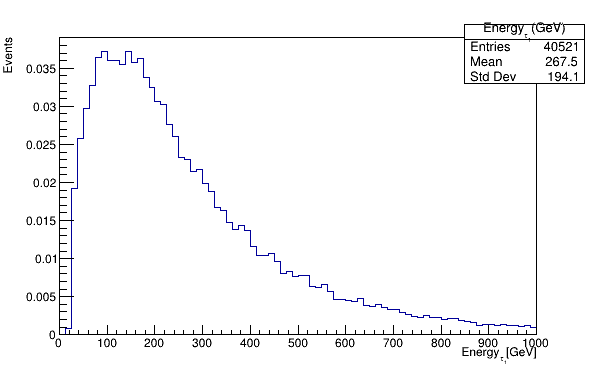 Energy_τ₁(GeV)
Entries 40521
Mean 267.5
Std Dev 194.1
Events
0.035
0.03
0.025
0.02
0.015
0.01
0.005
0
0 100 200 300 400 500 600 700 800 900 1000
Energy_τ₁[GeV]